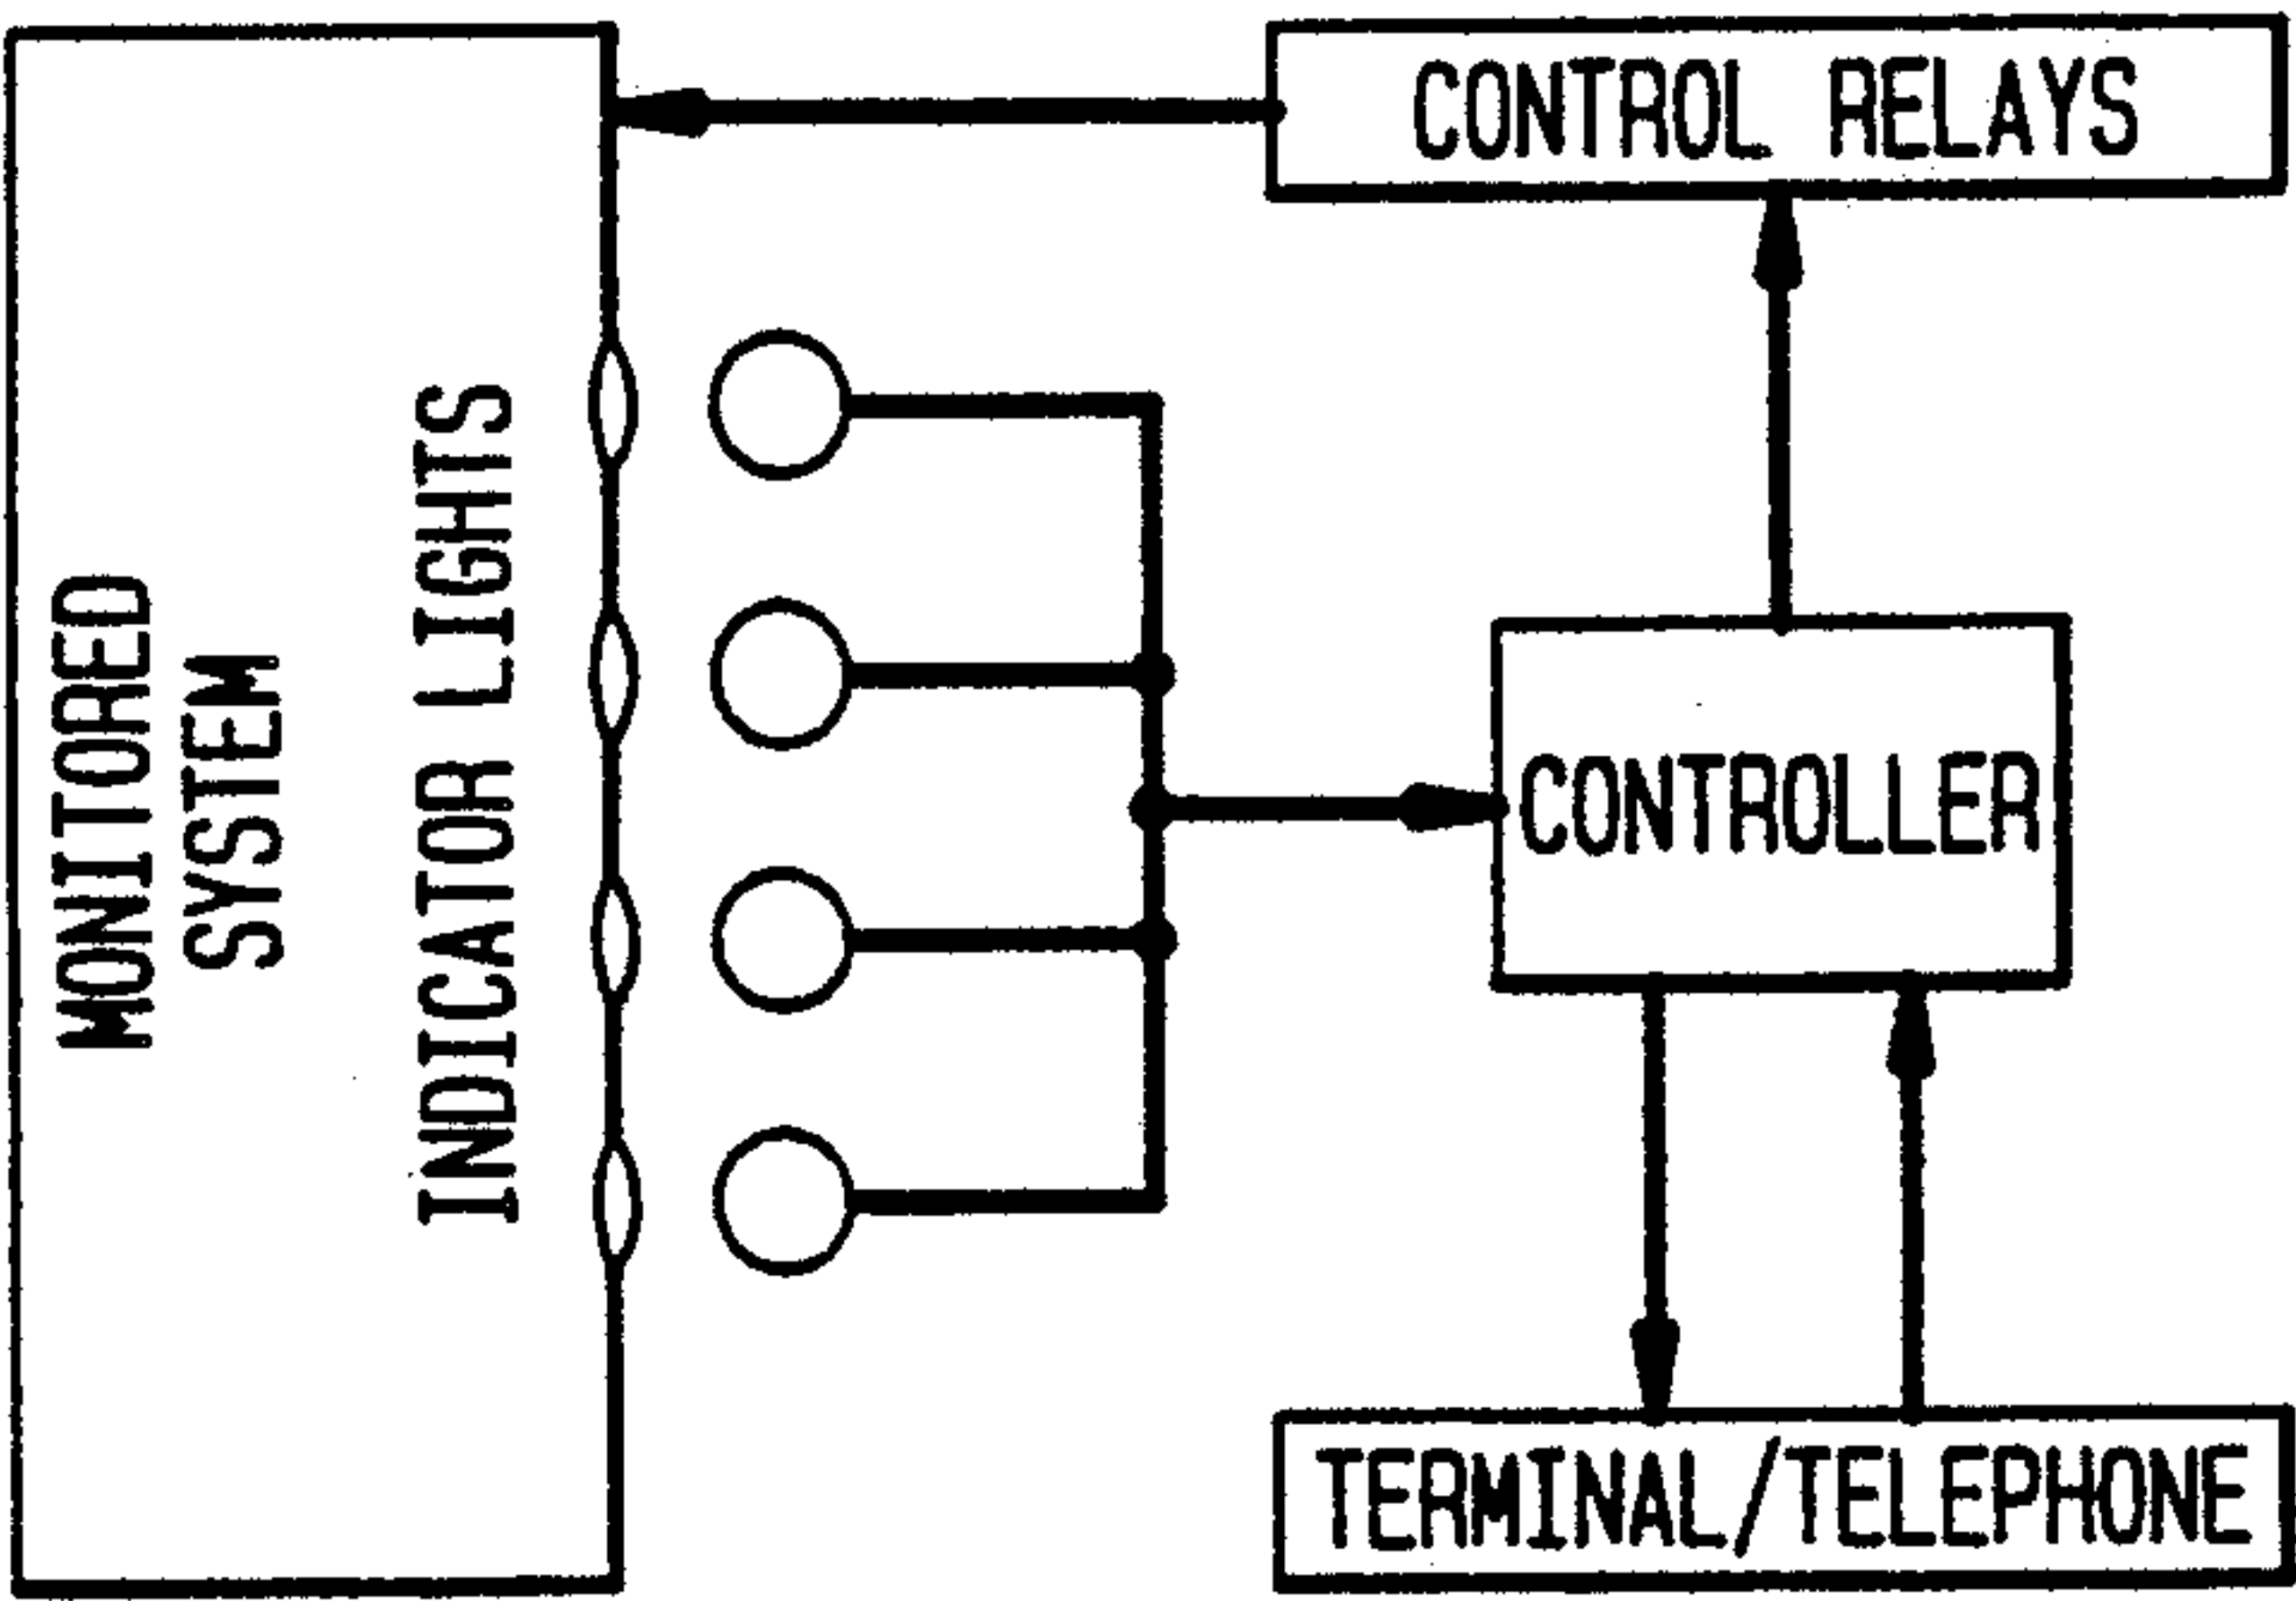 MONITORED
SYSTEM
INDICATOR LIGHTS
CONTROL RELAYS
CONTROLLER
TERMINAL/TELEPHONE